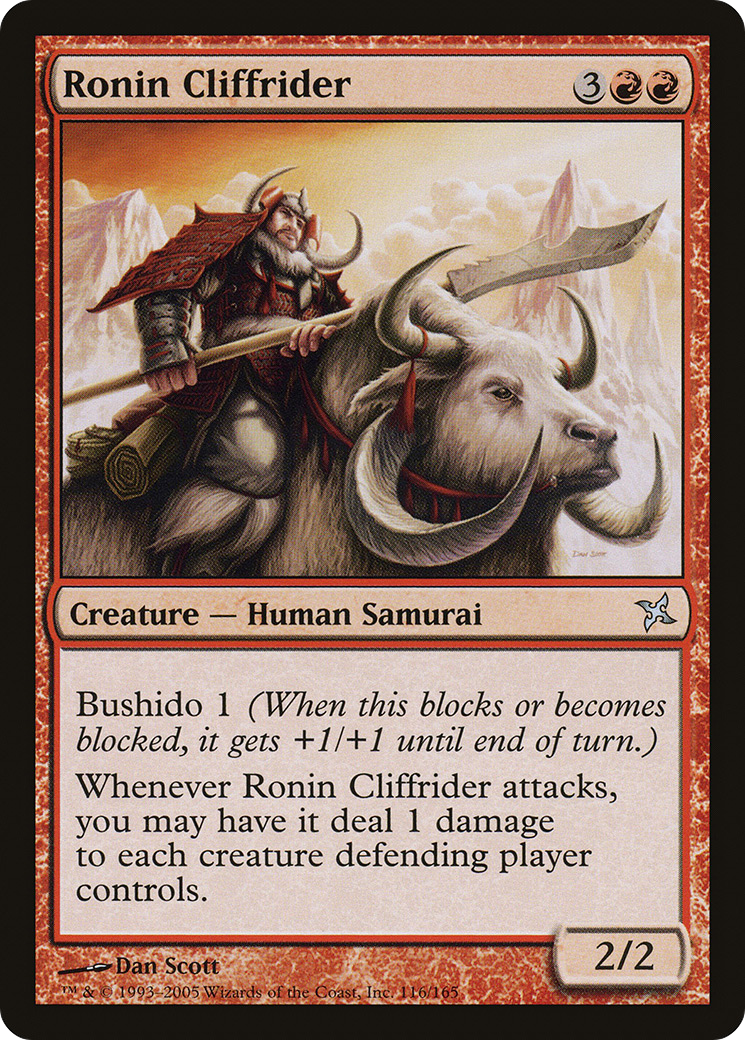 Ronin Cliffrider
3
Dan Scott
Creature — Human Samurai
Bushido 1 (When this blocks or becomes
blocked, it gets +1/+1 until end of turn.)
Whenever Ronin Cliffrider attacks,
you may have it deal 1 damage
to each creature defending player
controls.
2/2
Dan Scott
™ & © 1993–2005 Wizards of the Coast, Inc. 116/165